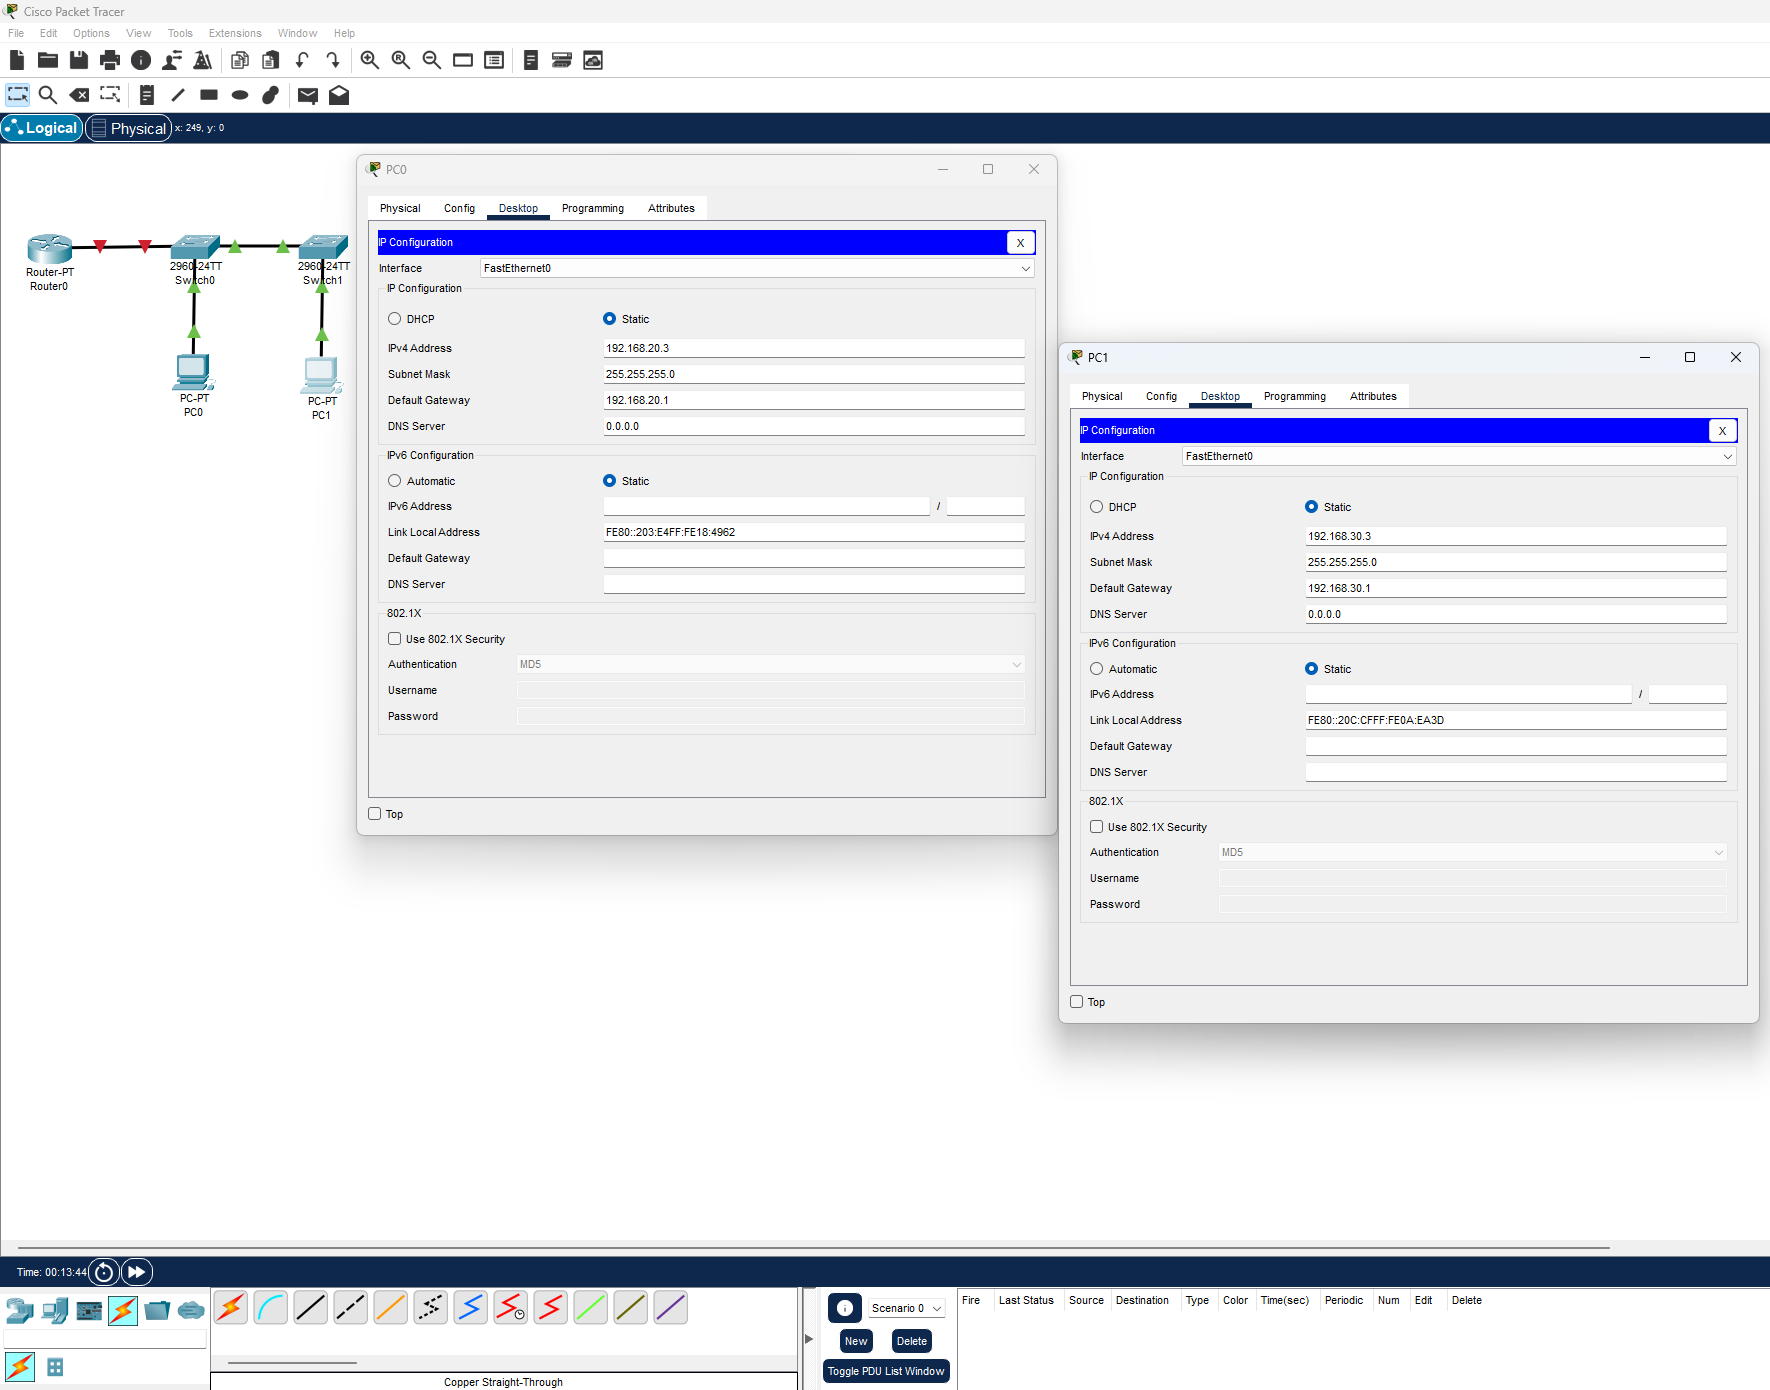 Cisco Packet Tracer
File Edit Options View Tools Extensions Window Help
Logical Physical x: 249, y: 0
Router-PT
Router0
2960-24TT
Switch0
2960-24TT
Switch1
PC-PT
PC0
PC-PT
PC1
PC0
Physical Config Desktop Programming Attributes
IP Configuration X
Interface FastEthernet0
IP Configuration
DHCP Static
IPv4 Address 192.168.20.3
Subnet Mask 255.255.255.0
Default Gateway 192.168.20.1
DNS Server 0.0.0.0
IPv6 Configuration
Automatic Static
IPv6 Address /
Link Local Address FE80::203:E4FF:FE18:4962
Default Gateway
DNS Server
802.1X
Use 802.1X Security
Authentication MD5
Username
Password
Top
PC1
Physical Config Desktop Programming Attributes
IP Configuration X
Interface FastEthernet0
IP Configuration
DHCP Static
IPv4 Address 192.168.30.3
Subnet Mask 255.255.255.0
Default Gateway 192.168.30.1
DNS Server 0.0.0.0
IPv6 Configuration
Automatic Static
IPv6 Address /
Link Local Address FE80::20C:CFFF:FE0A:EA3D
Default Gateway
DNS Server
802.1X
Use 802.1X Security
Authentication MD5
Username
Password
Top
Time: 00:13:44
Scenario 0
New Delete
Toggle PDU List Window
Fire Last Status Source Destination Type Color Time(sec) Periodic Num Edit Delete
Copper Straight-Through